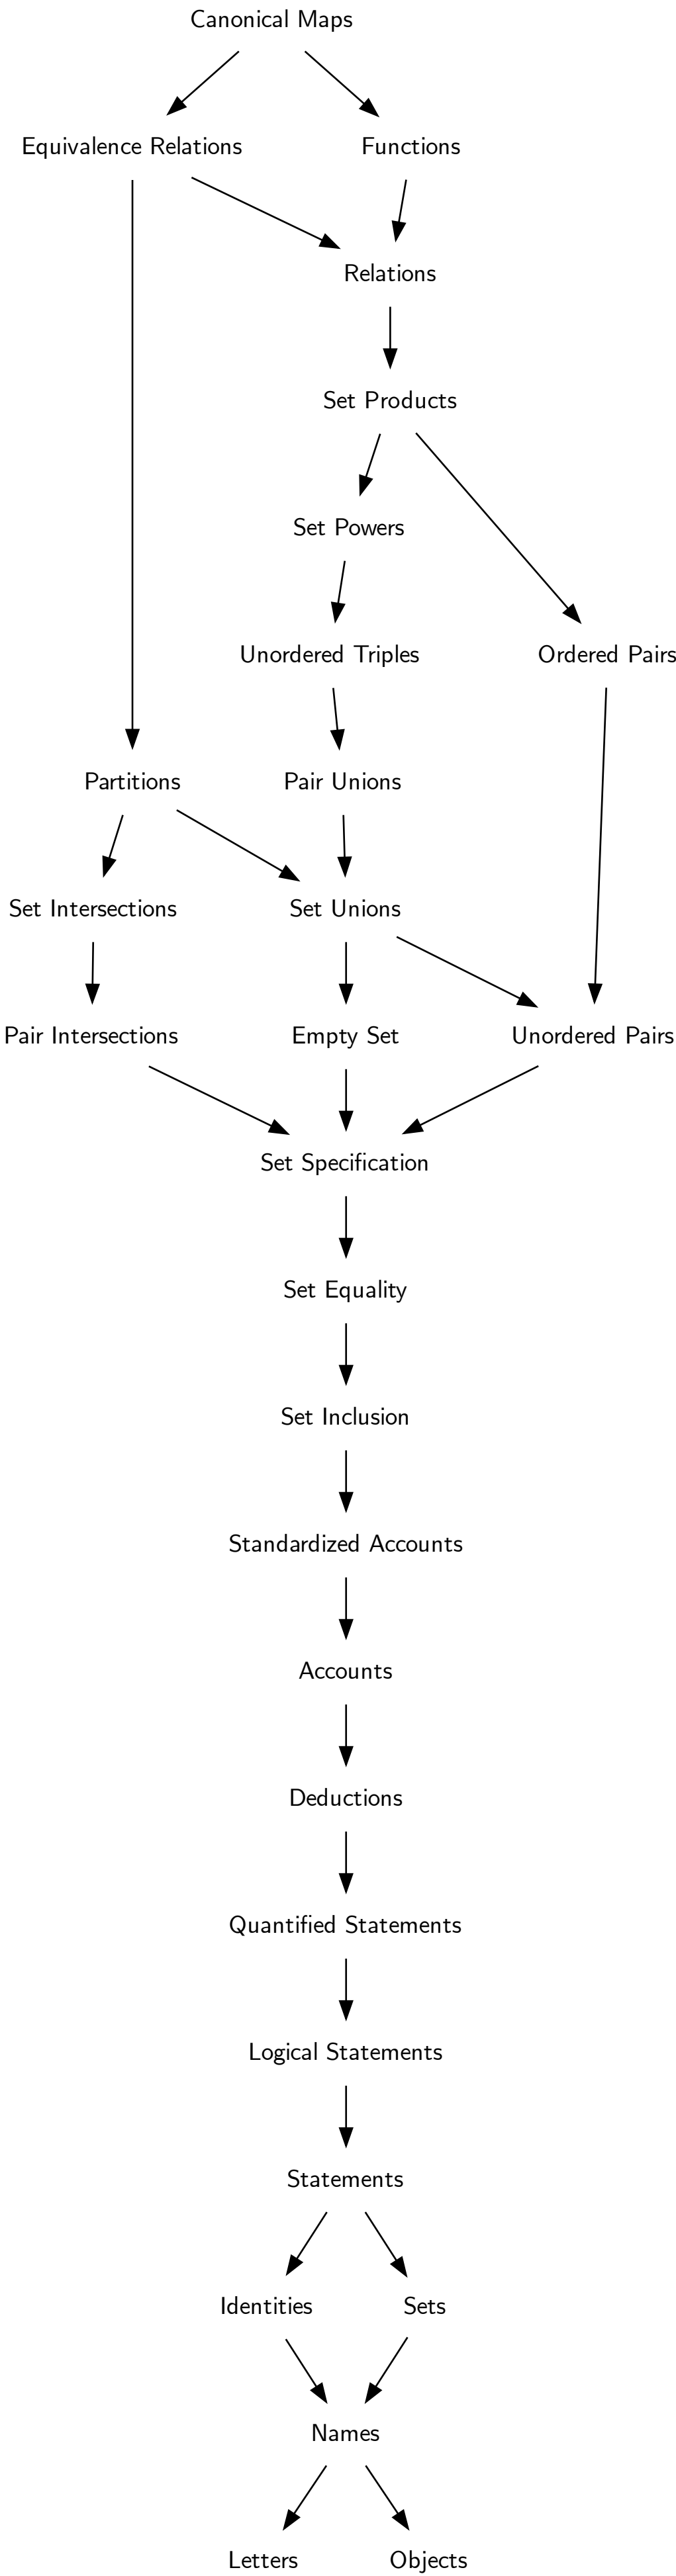 Canonical Maps
Equivalence Relations
Functions
Relations
Set Products
Set Powers
Unordered Triples
Ordered Pairs
Partitions
Pair Unions
Set Intersections
Set Unions
Pair Intersections
Empty Set
Unordered Pairs
Set Specification
Set Equality
Set Inclusion
Standardized Accounts
Accounts
Deductions
Quantified Statements
Logical Statements
Statements
Identities
Sets
Names
Letters
Objects